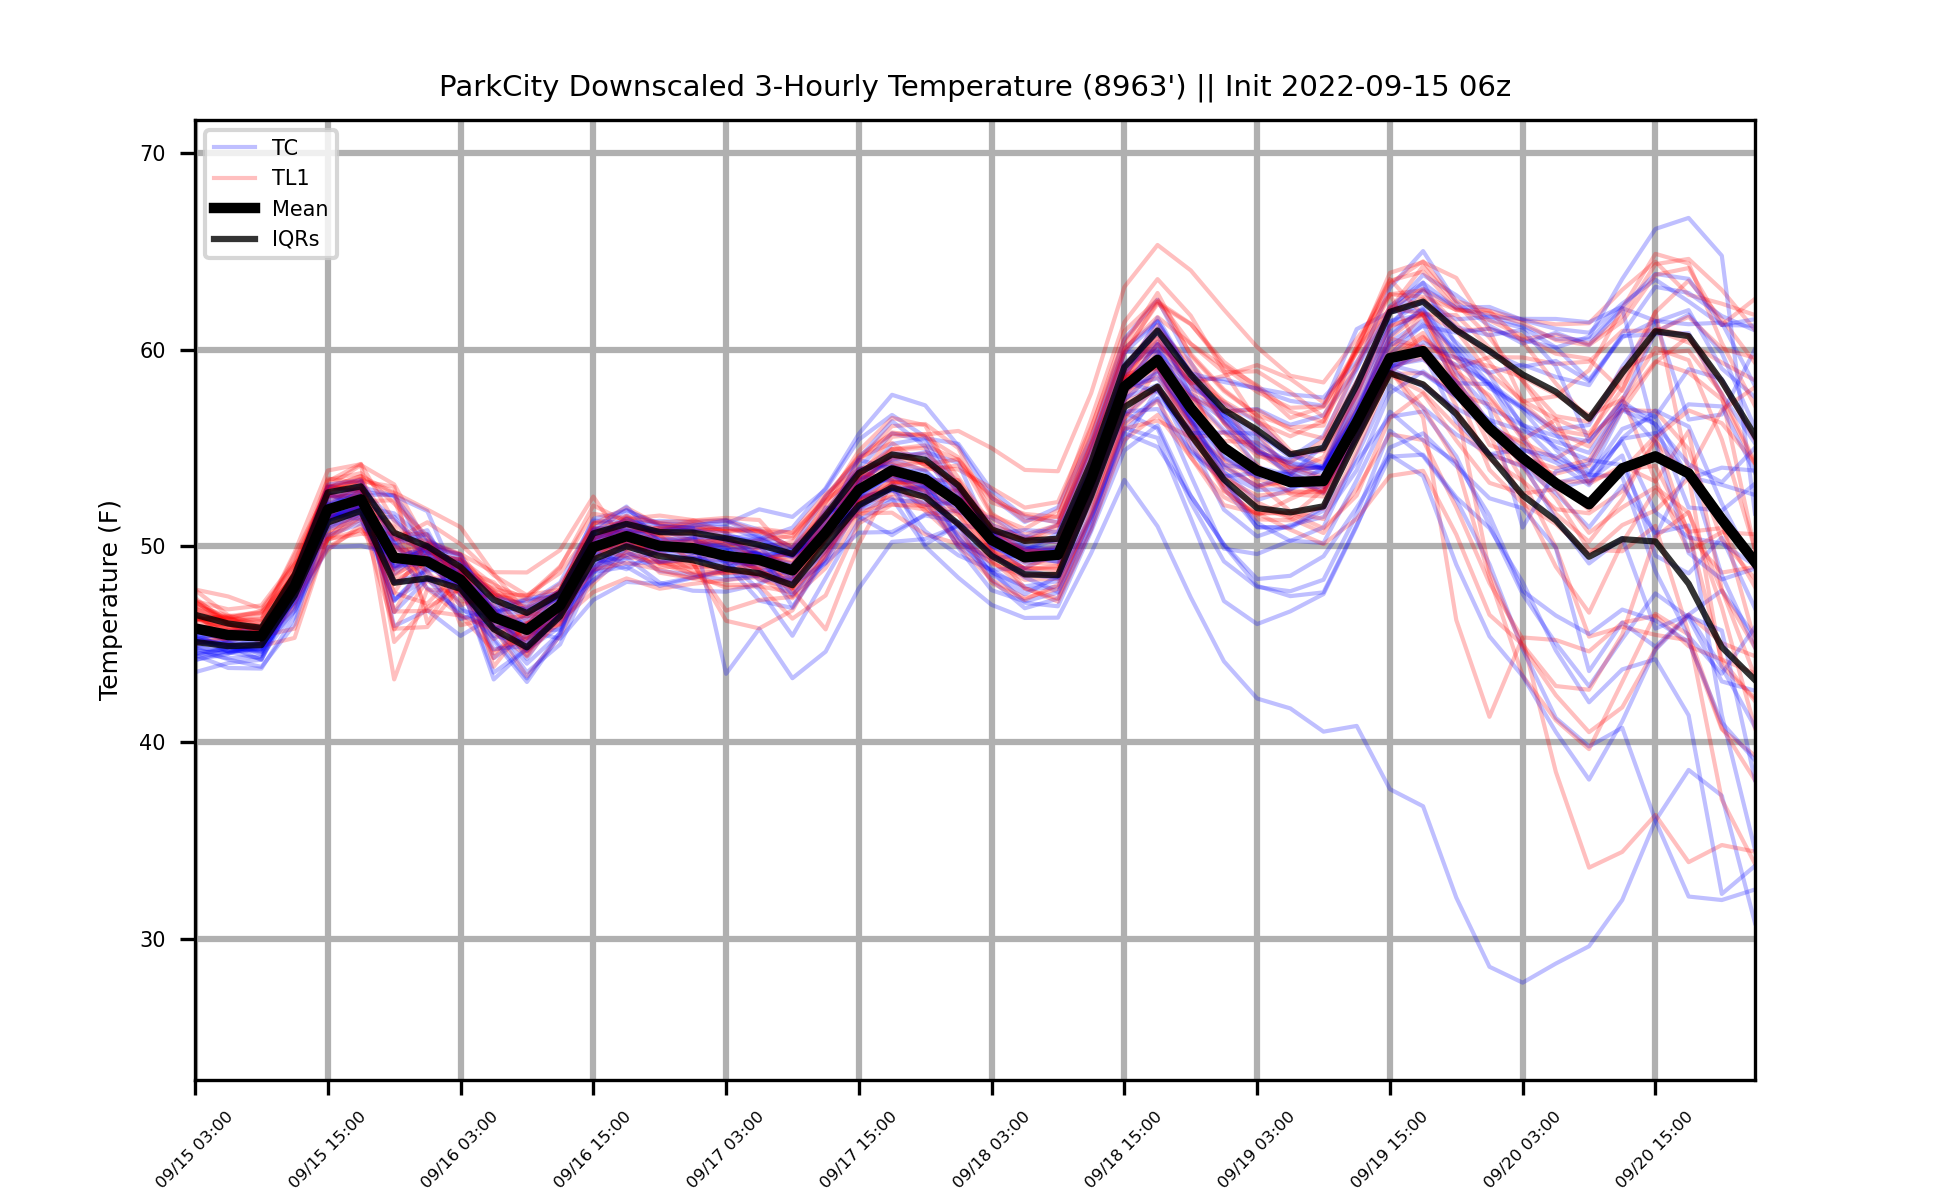 ParkCity Downscaled 3-Hourly Temperature (8963') || Init 2022-09-15 06z
TC
TL1
Mean
IQRs
Temperature (F)
70
60
50
40
30
09/15 03:00
09/15 15:00
09/16 03:00
09/16 15:00
09/17 03:00
09/17 15:00
09/18 03:00
09/18 15:00
09/19 03:00
09/19 15:00
09/20 03:00
09/20 15:00